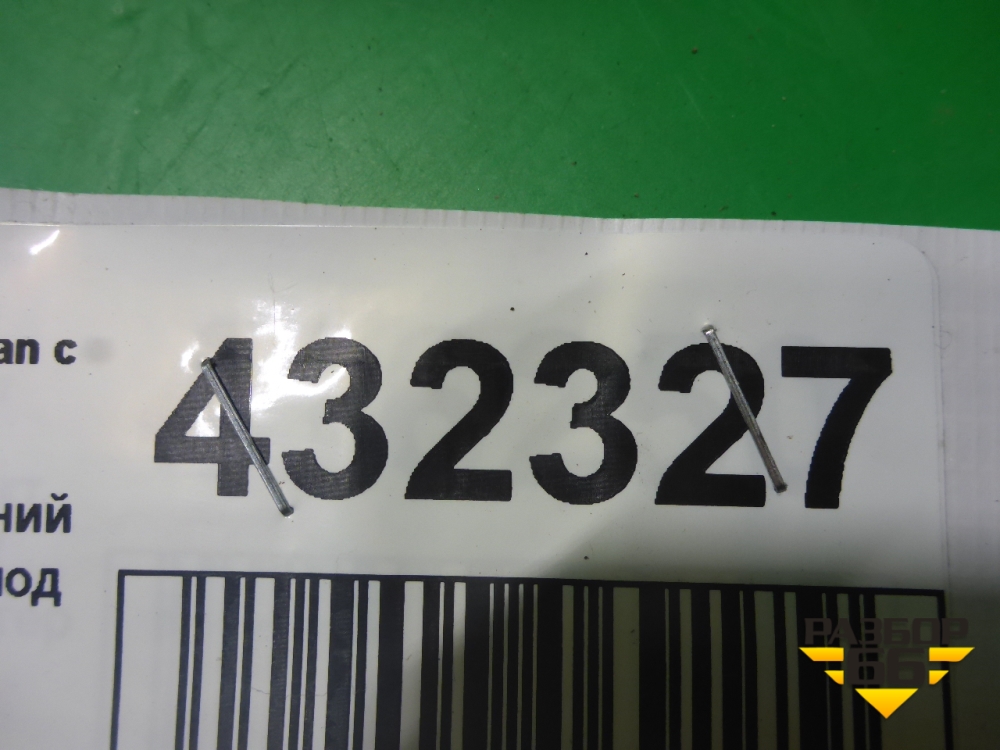 an с
432327
ний
под
РАЗБОР
66